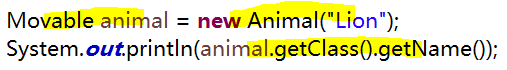 Movable animal = new Animal("Lion");
System.out.println(animal.getClass().getName());